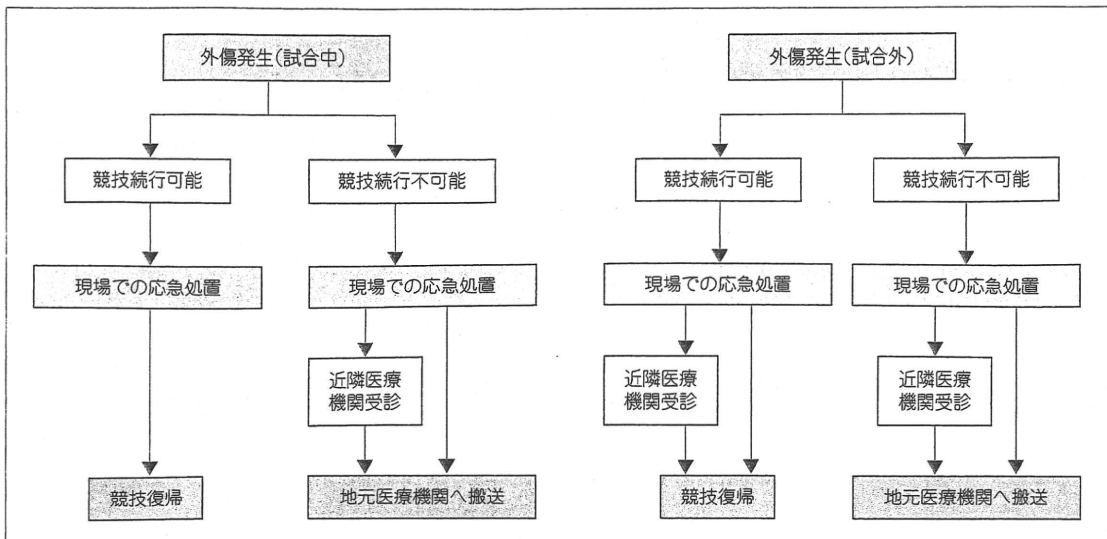 外傷発生(試合中)
競技続行可能
競技続行不可能
現場での応急処置
現場での応急処置
近隣医療
機関受診
競技復帰
地元医療機関へ搬送
外傷発生(試合外)
競技続行可能
競技続行不可能
現場での応急処置
現場での応急処置
近隣医療
機関受診
近隣医療
機関受診
競技復帰
地元医療機関へ搬送